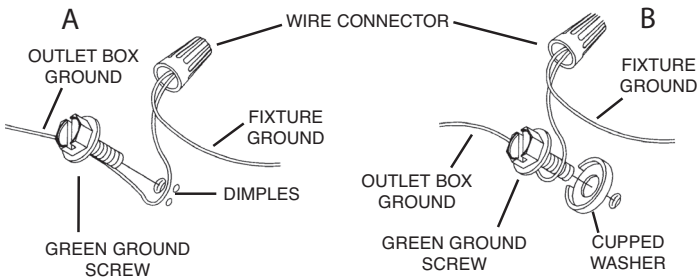 A
WIRE CONNECTOR
B
OUTLET BOX
GROUND
FIXTURE
GROUND
DIMPLES
GREEN GROUND
SCREW
FIXTURE
GROUND
OUTLET BOX
GROUND
GREEN GROUND
SCREW
CUPPED
WASHER